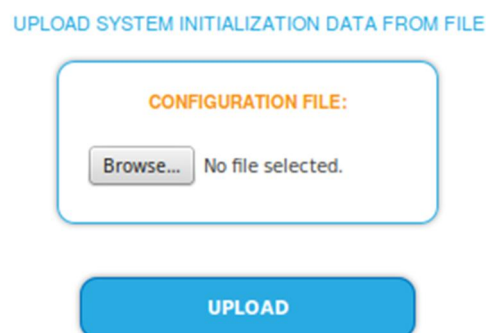 UPLOAD SYSTEM INITIALIZATION DATA FROM FILE
CONFIGURATION FILE:
Browse... No file selected.
UPLOAD